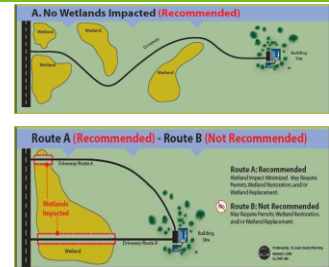 A. No Wetlands Impacted (Recommended)
Wetland
Wetland
Driveway
Wetland
Wetland
Building
Site
Route A (Recommended) - Route B (Not Recommended)
Driveway Route A
Route A: Recommended
Wetland Impact Minimized. May Require
Permits, Wetland Restoration, and/or
Wetland Replacement.
Wetlands
Impacted
No
Route B: Not Recommended
May Require Permits, Wetland Restoration,
and/or Wetland Replacement.
Building
Site
Driveway Route B
Wetland